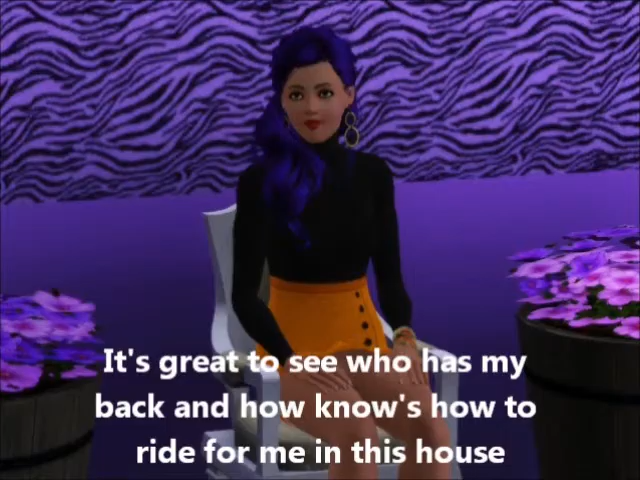 It's great to see who has my
back and how know's how to
ride for me in this house